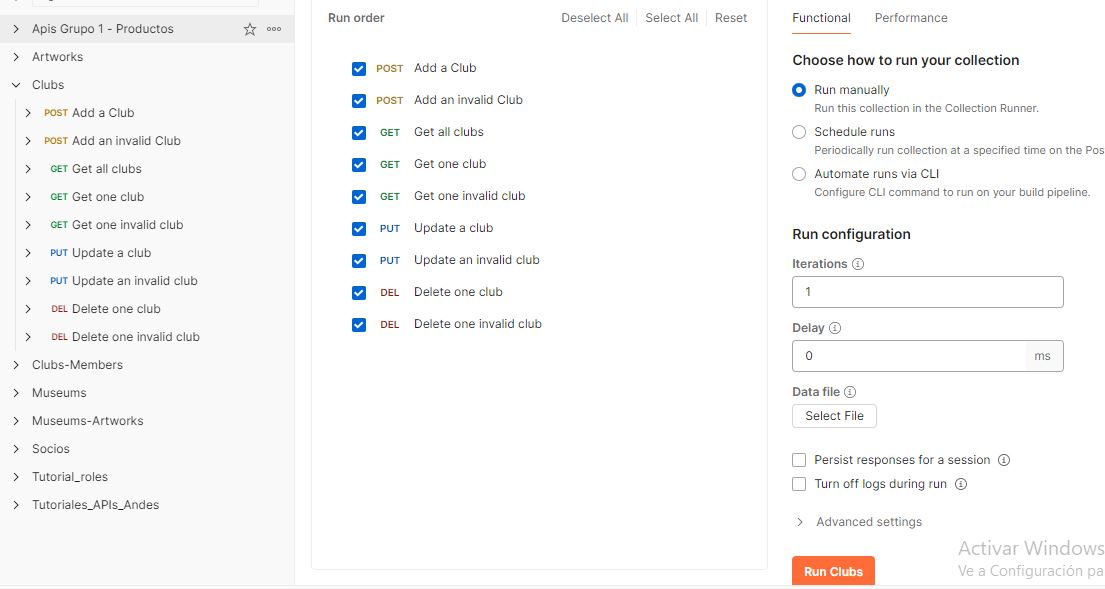 Apis Grupo 1 - Productos
Artworks
Clubs
POST Add a Club
POST Add an invalid Club
GET Get all clubs
GET Get one club
GET Get one invalid club
PUT Update a club
PUT Update an invalid club
DEL Delete one club
DEL Delete one invalid club
Clubs-Members
Museums
Museums-Artworks
Socios
Tutorial_roles
Tutoriales_APIs_Andes
Run order
Deselect All Select All Reset
POST Add a Club
POST Add an invalid Club
GET Get all clubs
GET Get one club
GET Get one invalid club
PUT Update a club
PUT Update an invalid club
DEL Delete one club
DEL Delete one invalid club
Functional Performance
Choose how to run your collection
Run manually
Run this collection in the Collection Runner.
Schedule runs
Periodically run collection at a specified time on the Pos
Automate runs via CLI
Configure CLI command to run on your build pipeline.
Run configuration
Iterations
1
Delay
0 ms
Data file
Select File
Persist responses for a session
Turn off logs during run
Advanced settings
Activar Windows
Ve a Configuración pa
Run Clubs